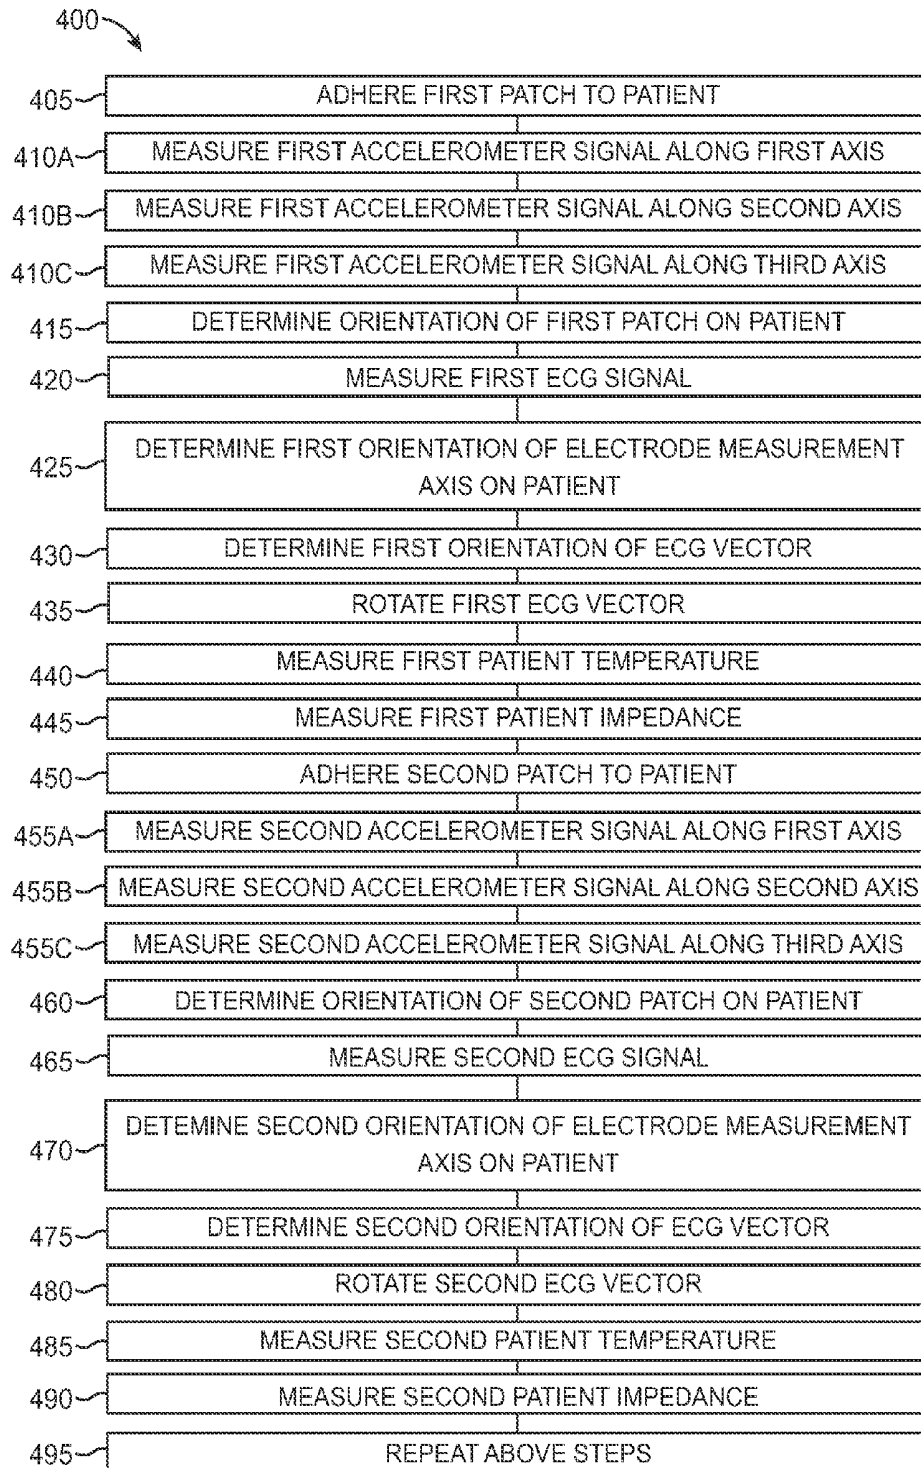 400
405 ADHERE FIRST PATCH TO PATIENT
410A MEASURE FIRST ACCELEROMETER SIGNAL ALONG FIRST AXIS
410B MEASURE FIRST ACCELEROMETER SIGNAL ALONG SECOND AXIS
410C MEASURE FIRST ACCELEROMETER SIGNAL ALONG THIRD AXIS
415 DETERMINE ORIENTATION OF FIRST PATCH ON PATIENT
420 MEASURE FIRST ECG SIGNAL
425 DETERMINE FIRST ORIENTATION OF ELECTRODE MEASUREMENT
AXIS ON PATIENT
430 DETERMINE FIRST ORIENTATION OF ECG VECTOR
435 ROTATE FIRST ECG VECTOR
440 MEASURE FIRST PATIENT TEMPERATURE
445 MEASURE FIRST PATIENT IMPEDANCE
450 ADHERE SECOND PATCH TO PATIENT
455A MEASURE SECOND ACCELEROMETER SIGNAL ALONG FIRST AXIS
455B MEASURE SECOND ACCELEROMETER SIGNAL ALONG SECOND AXIS
455C MEASURE SECOND ACCELEROMETER SIGNAL ALONG THIRD AXIS
460 DETERMINE ORIENTATION OF SECOND PATCH ON PATIENT
465 MEASURE SECOND ECG SIGNAL
470 DETEMINE SECOND ORIENTATION OF ELECTRODE MEASUREMENT
AXIS ON PATIENT
475 DETERMINE SECOND ORIENTATION OF ECG VECTOR
480 ROTATE SECOND ECG VECTOR
485 MEASURE SECOND PATIENT TEMPERATURE
490 MEASURE SECOND PATIENT IMPEDANCE
495 REPEAT ABOVE STEPS